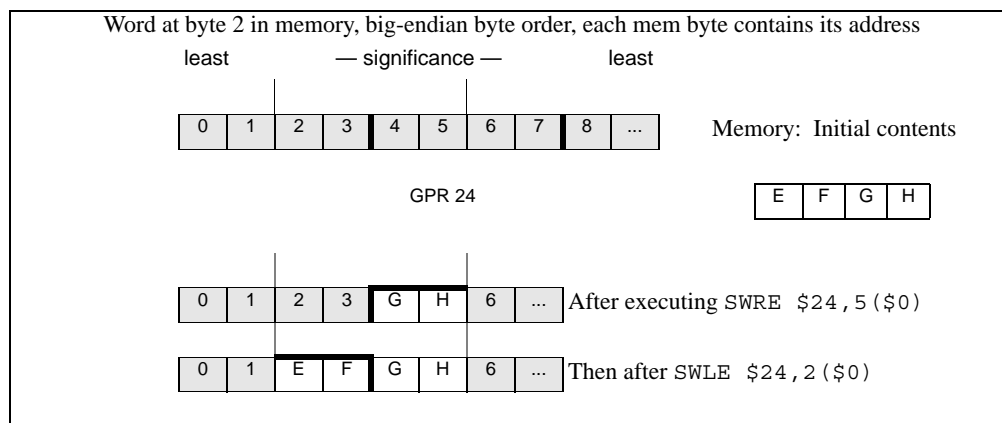 Word at byte 2 in memory, big-endian byte order, each mem byte contains its address
least — significance — least
0 1 2 3 4 5 6 7 8 ... Memory: Initial contents
GPR 24 E F G H
0 1 2 3 G H 6 ... After executing SWRE $24,5($0)
0 1 E F G H 6 ... Then after SWLE $24,2($0)